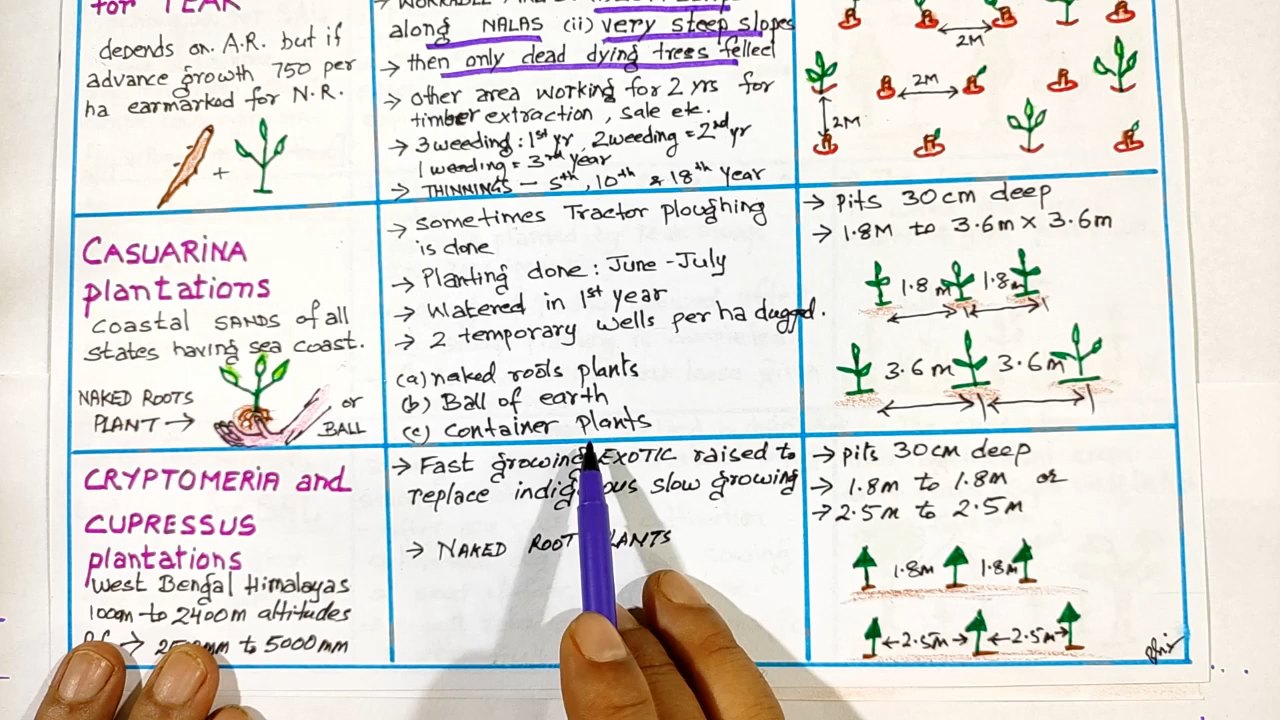 for TEAK
depends on A.R. but if
advance growth 750 per
ha earmarked for N.R.
+
along NALAS (ii) very steep slopes
→ then only dead dying trees felled
→ other area working for 2 yrs for
timber extraction, sale etc.
→ 3 weeding : 1st yr, 2 weeding = 2nd yr
1 weeding = 3rd year
→ THINNINGS - 5th, 10th & 18th year
2M
2M
2M
CASUARINA
plantations
coastal SANDS of all
states having sea coast.
NAKED ROOTS
PLANT →
or
BALL
→ sometimes Tractor ploughing
is done
→ Planting done : June - July
→ Watered in 1st year
→ 2 temporary wells per ha dugged.
(a) naked roots plants
(b) Ball of earth
(c) container plants
→ pits 30 cm deep
→ 1.8M to 3.6m × 3.6m
1.8 M 1.8m
3.6 m 3.6m
CRYPTOMERIA and
CUPRESSUS
plantations
West Bengal Himalayas
to 2400m altitudes
→ to 5000 mm
→ Fast growing EXOTIC raised to
replace slow growing
→ NAKED ROOT
→ pits 30cm deep
→ 1.8m to 1.8m or
→ 2.5m to 2.5m
1.8m 1.8m
←2.5m→ ←2.5m→